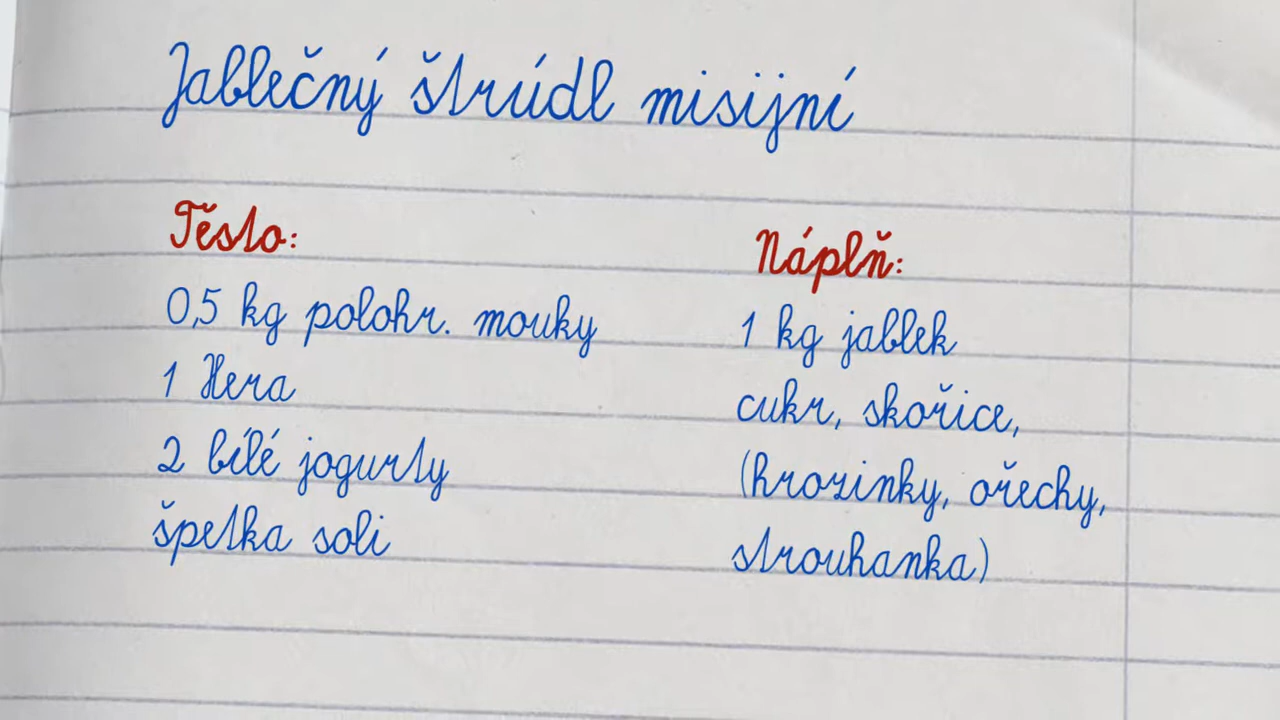 Jablečný štrúdl misijní
Těsto:
0,5 kg polohr. mouky
1 Hera
2 bílé jogurty
špetka soli
Náplň:
1 kg jablek
cukr, skořice,
(hrozinky, ořechy,
strouhanka)